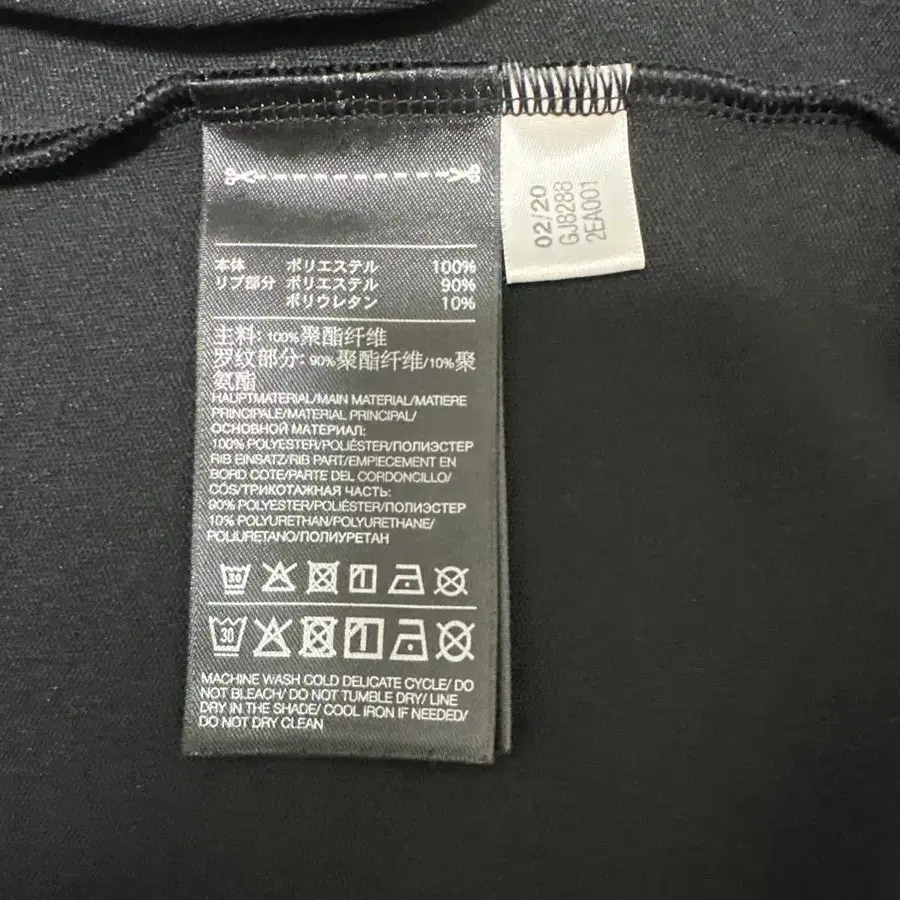 本体 ポリエステル 100%
リブ部分 ポリエステル 90%
ポリウレタン 10%
主料: 100%聚酯纤维
罗纹部分: 90%聚酯纤维/10%聚
氨酯
HAUPTMATERIAL/MAIN MATERIAL/MATIERE
PRINCIPALE/MATERIAL PRINCIPAL/
ОСНОВНОЙ МАТЕРИАЛ:
100% POLYESTER/POLIÉSTER/ПОЛИЭСТЕР
RIB EINSATZ/RIB PART/EMPIECEMENT EN
BORD COTE/PARTE DEL CORDONCILLO/
CÓS/ТРИКОТАЖНАЯ ЧАСТЬ:
90% POLYESTER/POLIÉSTER/ПОЛИЭСТЕР
10% POLYURETHAN/POLYURETHANE/
POLIURETANO/ПОЛИУРЕТАН
30
30
MACHINE WASH COLD DELICATE CYCLE/ DO
NOT BLEACH/ DO NOT TUMBLE DRY/ LINE
DRY IN THE SHADE/ COOL IRON IF NEEDED/
DO NOT DRY CLEAN
02/20
GJ8288
2EA001